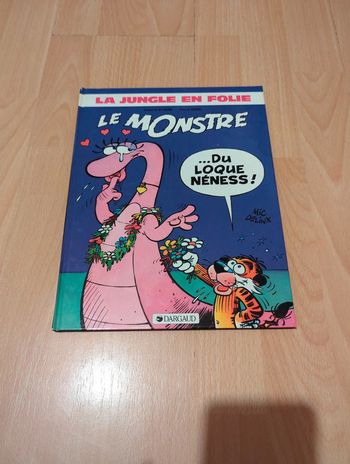 LA JUNGLE EN FOLIE
LE MONSTRE
...DU
LOQUE
NÉNESS!
MIC
DELINX
DARGAUD